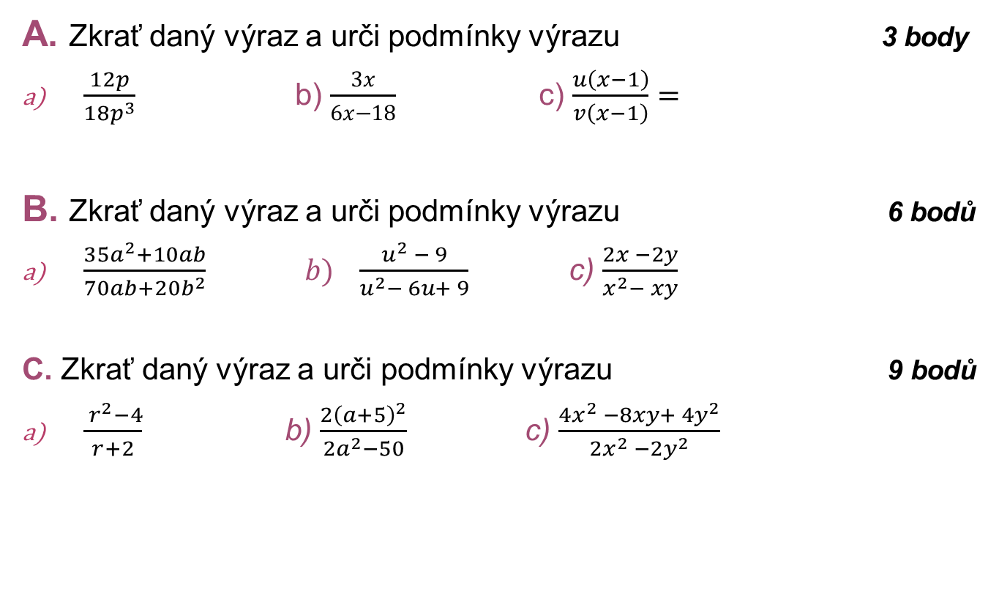 A. Zkrať daný výraz a urči podmínky výrazu 3 body
a) \frac{12p}{18p^3} b) \frac{3x}{6x-18} c) \frac{u(x-1)}{v(x-1)} =
B. Zkrať daný výraz a urči podmínky výrazu 6 bodů
a) \frac{35a^2+10ab}{70ab+20b^2} b) \frac{u^2-9}{u^2-6u+9} c) \frac{2x-2y}{x^2-xy}
C. Zkrať daný výraz a urči podmínky výrazu 9 bodů
a) \frac{r^2-4}{r+2} b) \frac{2(a+5)^2}{2a^2-50} c) \frac{4x^2-8xy+4y^2}{2x^2-2y^2}